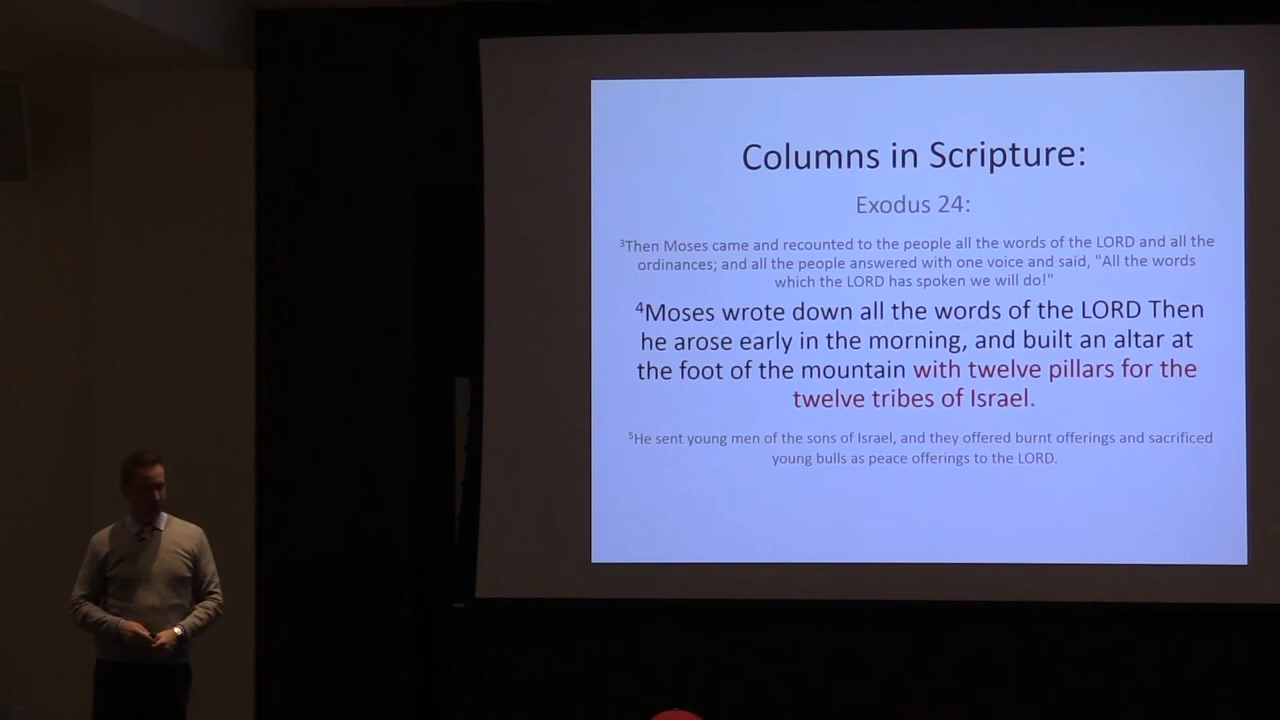 Columns in Scripture:
Exodus 24:
³Then Moses came and recounted to the people all the words of the LORD and all the
ordinances; and all the people answered with one voice and said, "All the words
which the LORD has spoken we will do!"
⁴Moses wrote down all the words of the LORD Then
he arose early in the morning, and built an altar at
the foot of the mountain with twelve pillars for the
twelve tribes of Israel.
⁵He sent young men of the sons of Israel, and they offered burnt offerings and sacrificed
young bulls as peace offerings to the LORD.